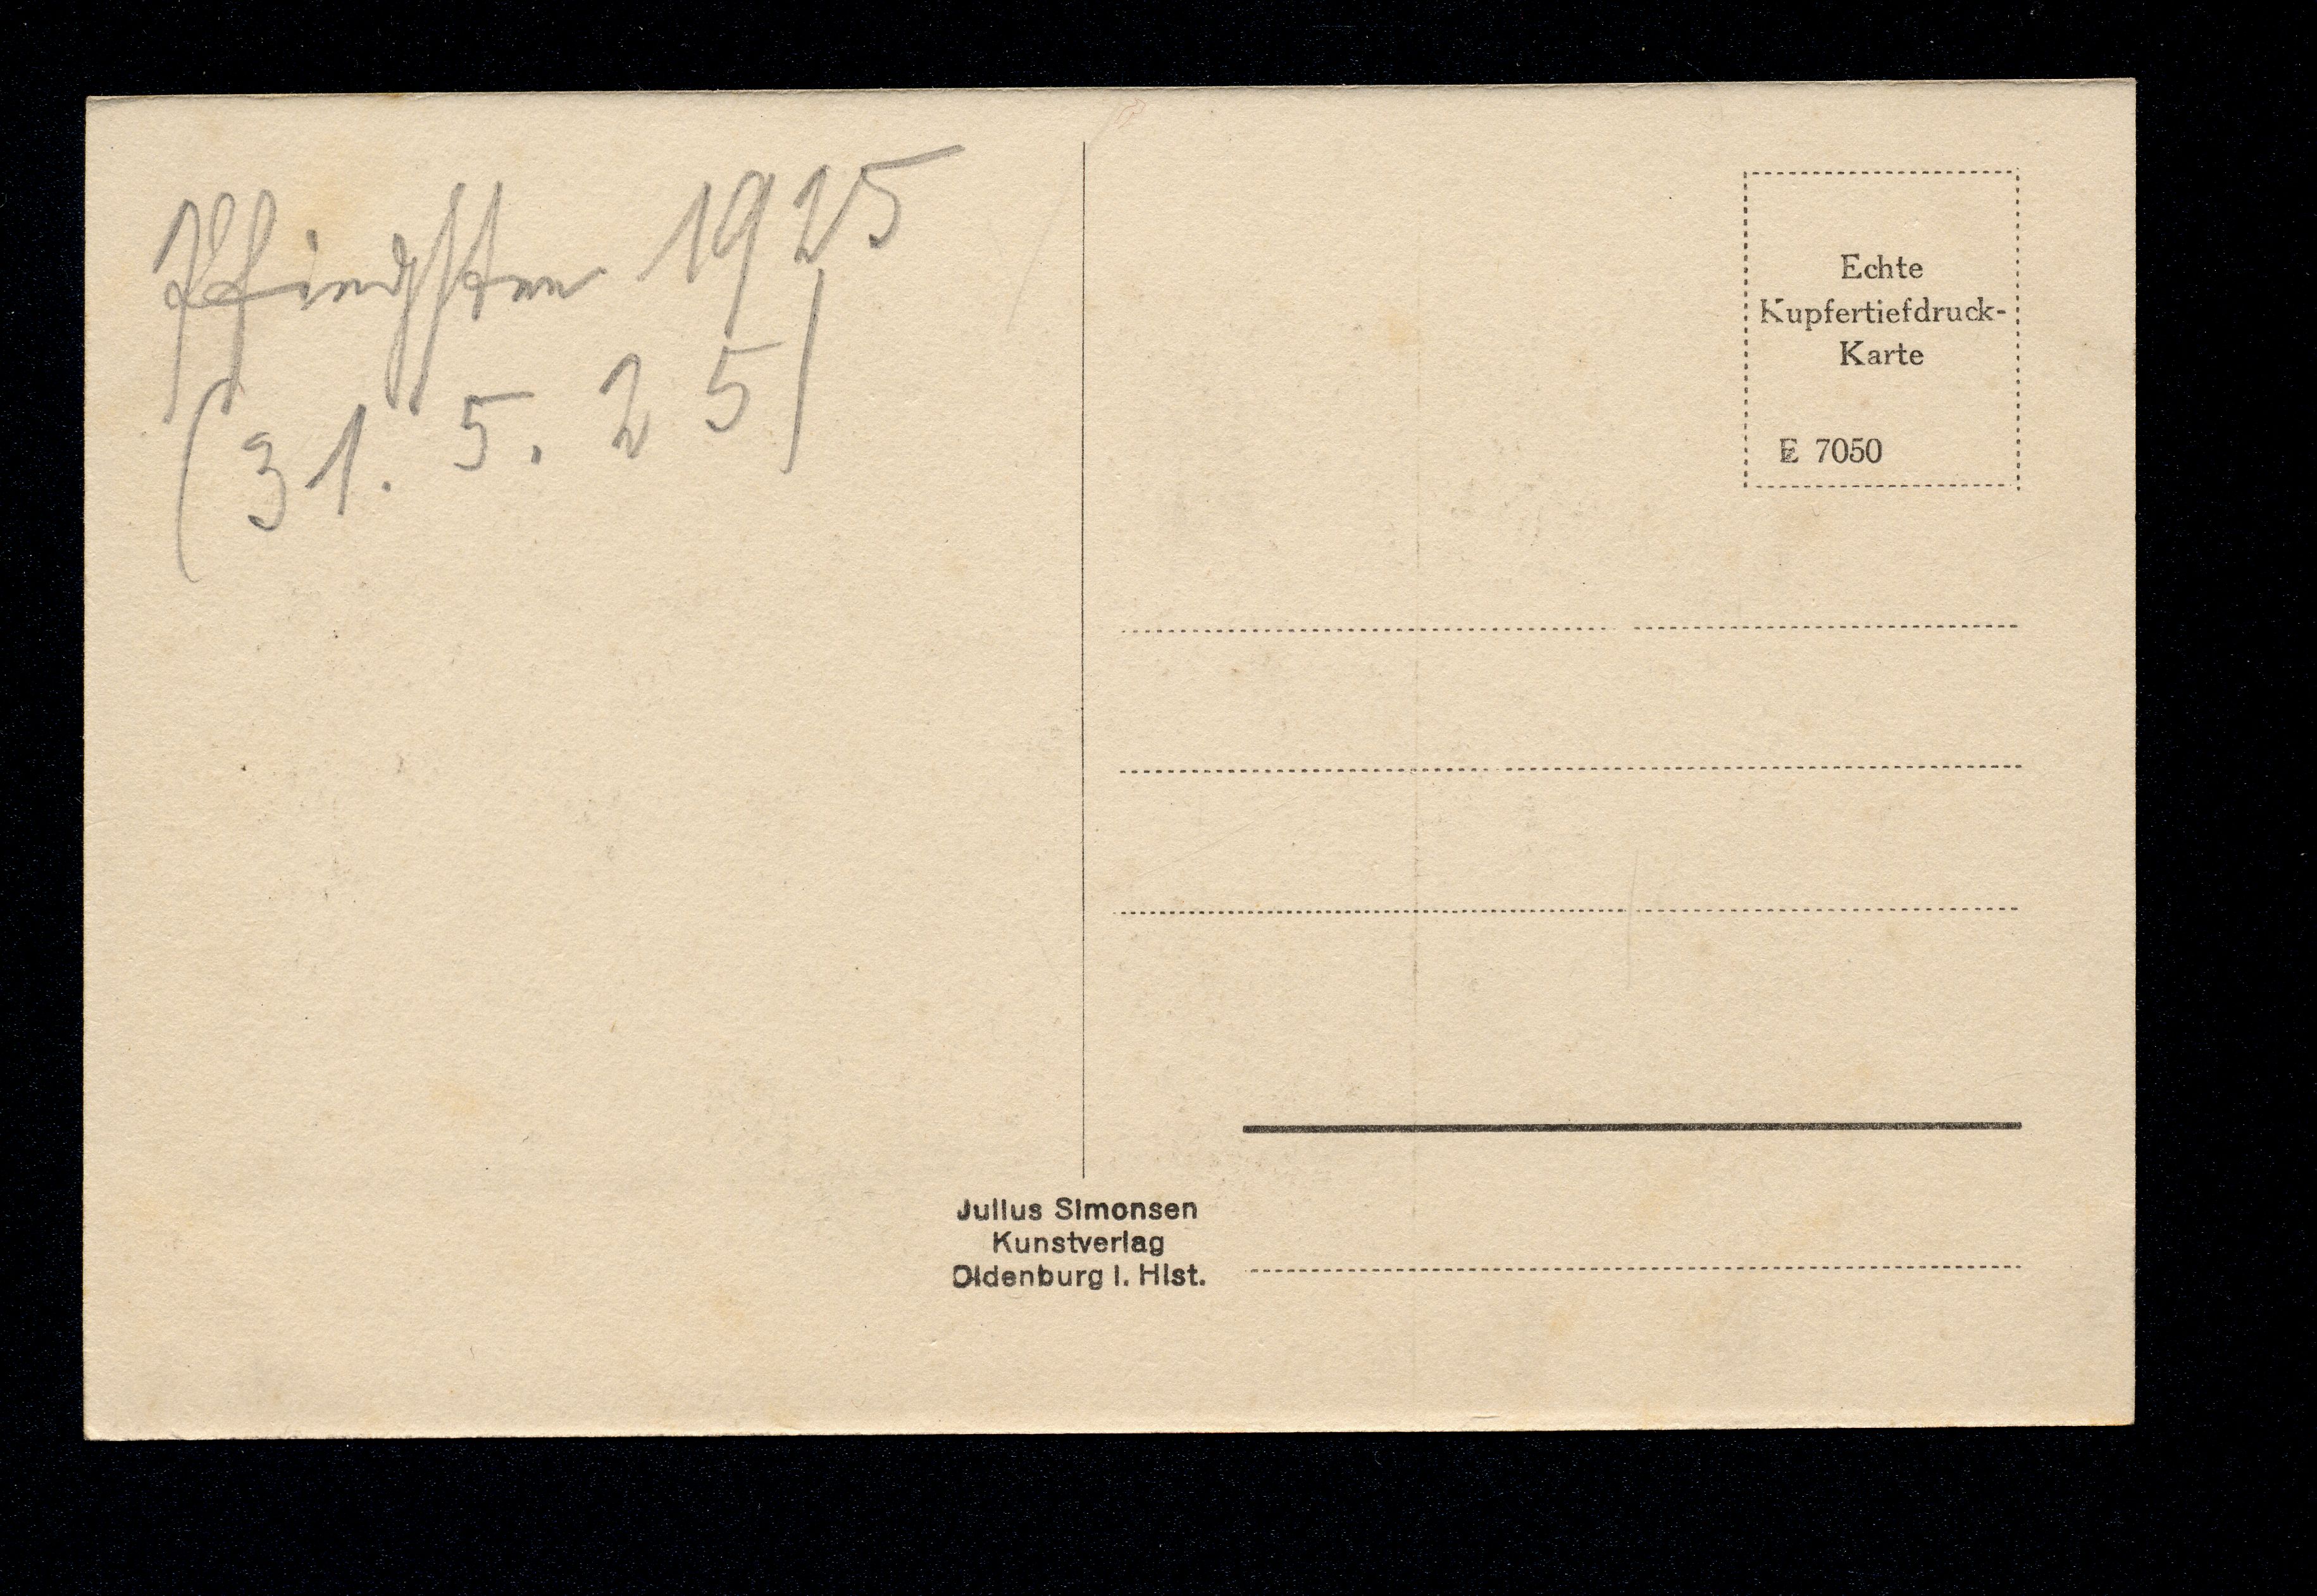 Pfingsten 1925
(31. 5. 25)
Echte
Kupfertiefdruck-
Karte
E 7050
Julius Simonsen
Kunstverlag
Oldenburg i. Hlst.